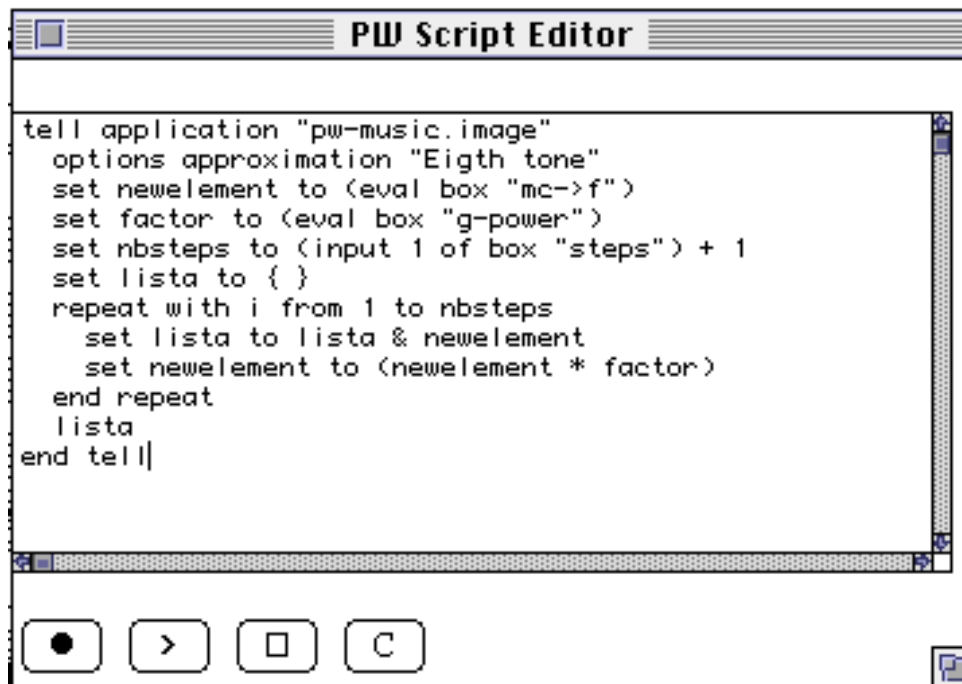 PW Script Editor
tell application "pw-music.image"
options approximation "Eigth tone"
set newelement to (eval box "mc->f")
set factor to (eval box "g-power")
set nbsteps to (input 1 of box "steps") + 1
set lista to { }
repeat with i from 1 to nbsteps
set lista to lista & newelement
set newelement to (newelement * factor)
end repeat
lista
end tell
> C